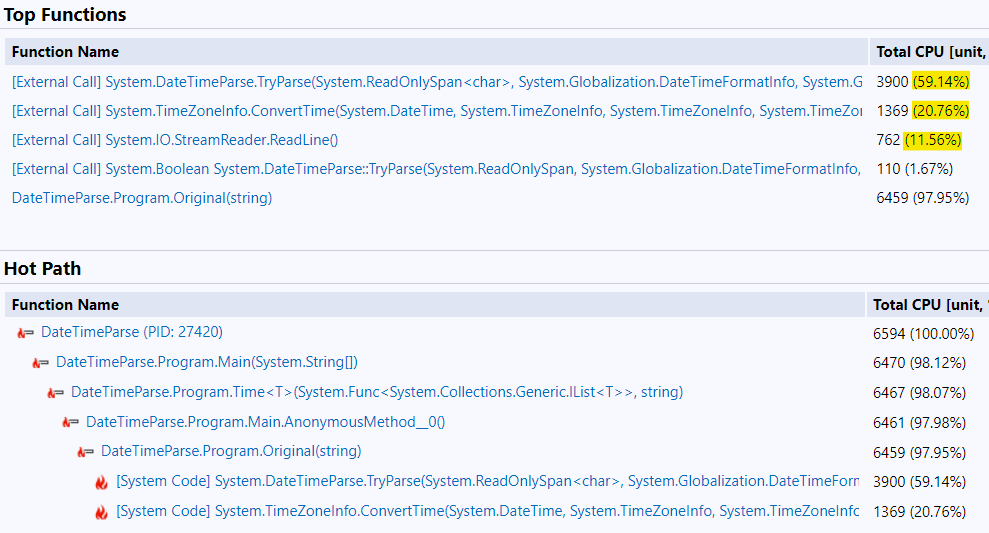 Top Functions
Function Name Total CPU [unit,
[External Call] System.DateTimeParse.TryParse(System.ReadOnlySpan<char>, System.Globalization.DateTimeFormatInfo, System.G 3900 (59.14%)
[External Call] System.TimeZoneInfo.ConvertTime(System.DateTime, System.TimeZoneInfo, System.TimeZoneInfo, System.TimeZo 1369 (20.76%)
[External Call] System.IO.StreamReader.ReadLine() 762 (11.56%)
[External Call] System.Boolean System.DateTimeParse::TryParse(System.ReadOnlySpan, System.Globalization.DateTimeFormatInfo, 110 (1.67%)
DateTimeParse.Program.Original(string) 6459 (97.95%)
Hot Path
Function Name Total CPU [unit,
DateTimeParse (PID: 27420) 6594 (100.00%)
DateTimeParse.Program.Main(System.String[]) 6470 (98.12%)
DateTimeParse.Program.Time<T>(System.Func<System.Collections.Generic.IList<T>>, string) 6467 (98.07%)
DateTimeParse.Program.Main.AnonymousMethod__0() 6461 (97.98%)
DateTimeParse.Program.Original(string) 6459 (97.95%)
[System Code] System.DateTimeParse.TryParse(System.ReadOnlySpan<char>, System.Globalization.DateTimeForn 3900 (59.14%)
[System Code] System.TimeZoneInfo.ConvertTime(System.DateTime, System.TimeZoneInfo, System.TimeZoneInfo 1369 (20.76%)